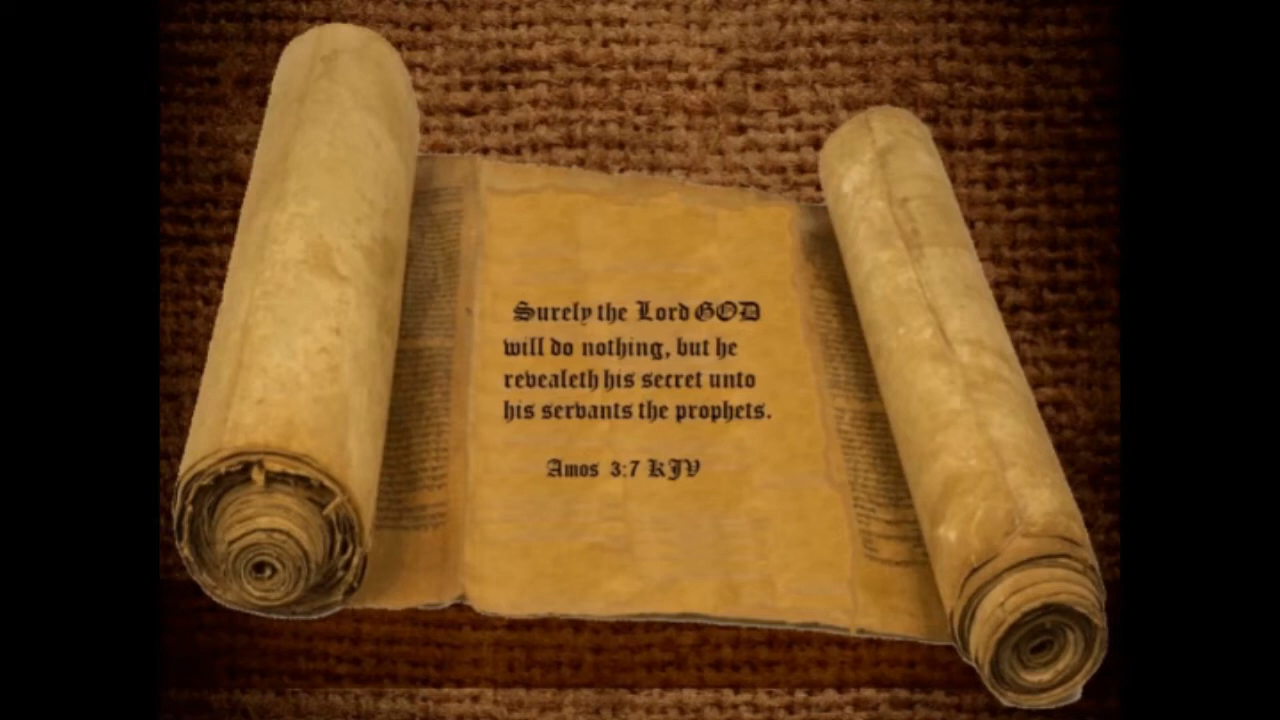 Surely the Lord GOD
will do nothing, but he
revealeth his secret unto
his servants the prophets.
Amos 3:7 KJV